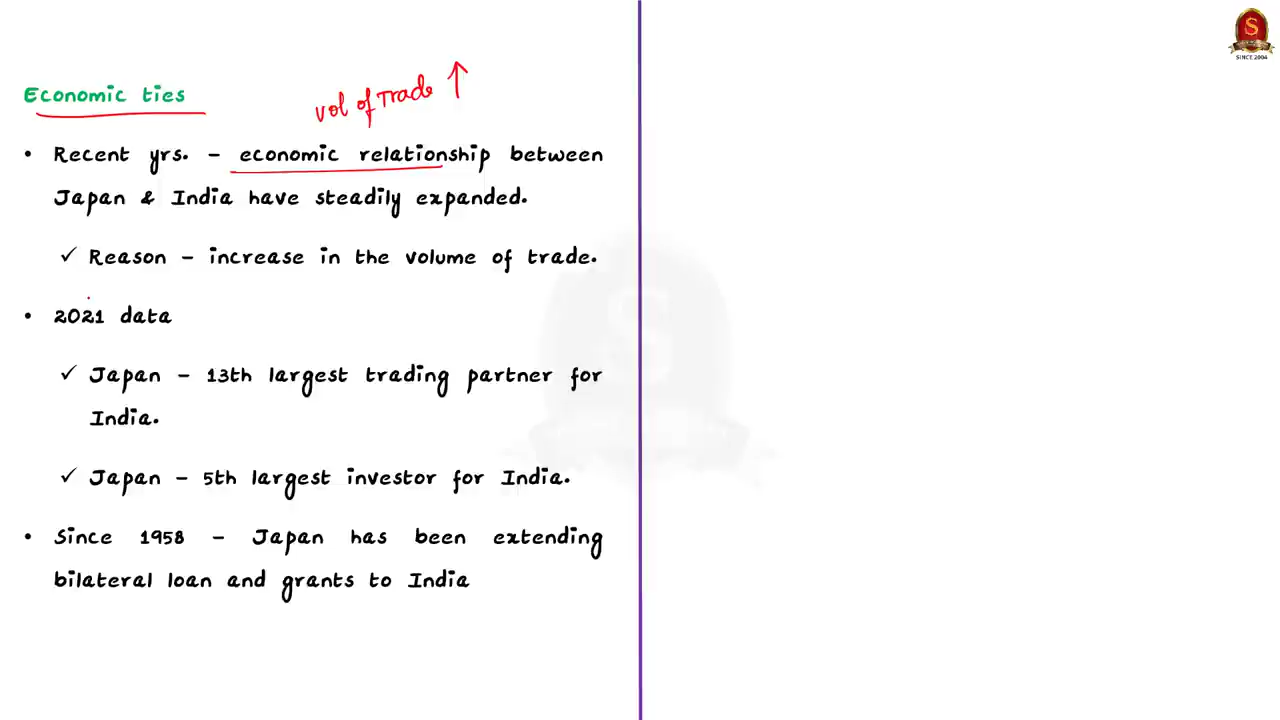 Economic ties
vol of Trade ↑
• Recent yrs. – economic relationship between
Japan & India have steadily expanded.
✓ Reason – increase in the volume of trade.
• 2021 data
✓ Japan – 13th largest trading partner for
India.
✓ Japan – 5th largest investor for India.
• Since 1958 – Japan has been extending
bilateral loan and grants to India
S
SINCE 2004